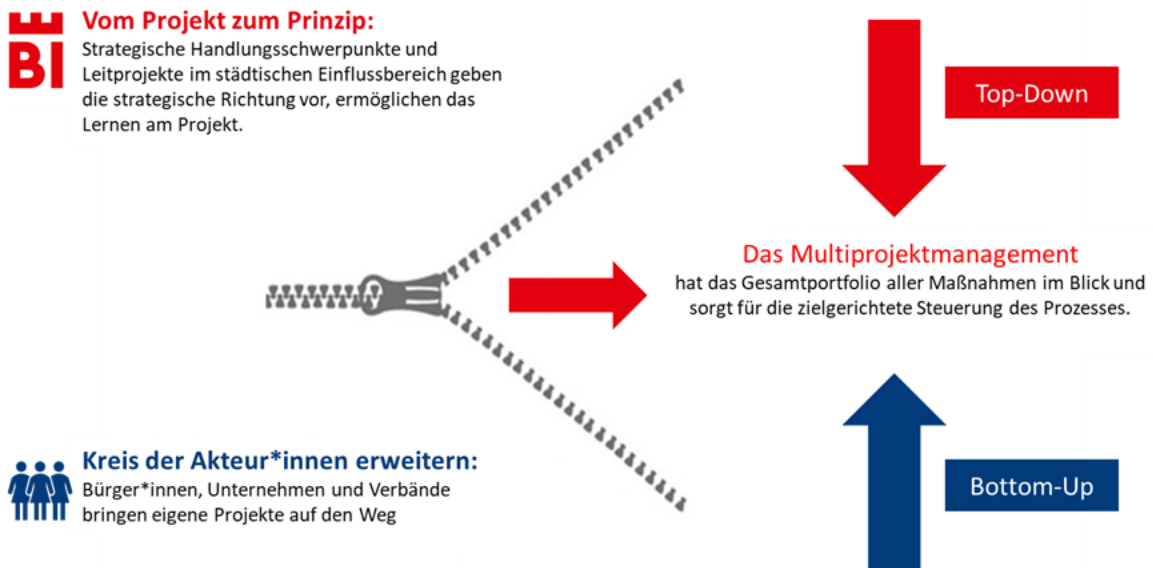 BI
Vom Projekt zum Prinzip:
Strategische Handlungsschwerpunkte und
Leitprojekte im städtischen Einflussbereich geben
die strategische Richtung vor, ermöglichen das
Lernen am Projekt.
Top-Down
Das Multiprojektmanagement
hat das Gesamtportfolio aller Maßnahmen im Blick und
sorgt für die zielgerichtete Steuerung des Prozesses.
Kreis der Akteur*innen erweitern:
Bürger*innen, Unternehmen und Verbände
bringen eigene Projekte auf den Weg
Bottom-Up